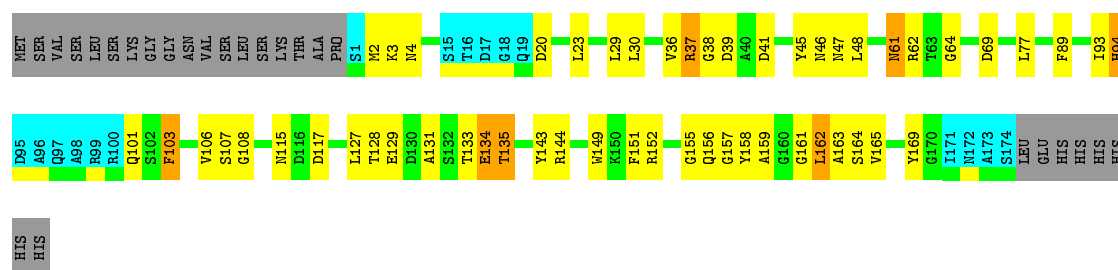 MET SER VAL SER LEU SER LYS GLY GLY ASN VAL SER LEU SER LYS THR ALA PRO S1 M2 K3 N4 S15 T16 D17 G18 Q19 D20 L23 L29 L30 V36 R37 G38 D39 A40 D41 Y45 N46 N47 L48 N61 R62 T63 G64 D69 L77 F89 I93 H94
D95 A96 Q97 A98 R99 R100 Q101 S102 F103 V106 S107 G108 N115 D116 D117 L127 T128 E129 D130 A131 S132 T133 E134 T135 Y143 R144 W149 K150 F151 R152 G155 Q156 G157 Y158 A159 G160 G161 L162 A163 S164 V165 Y169 G170 I171 N172 A173 S174 LEU GLU HIS HIS HIS HIS
HIS HIS